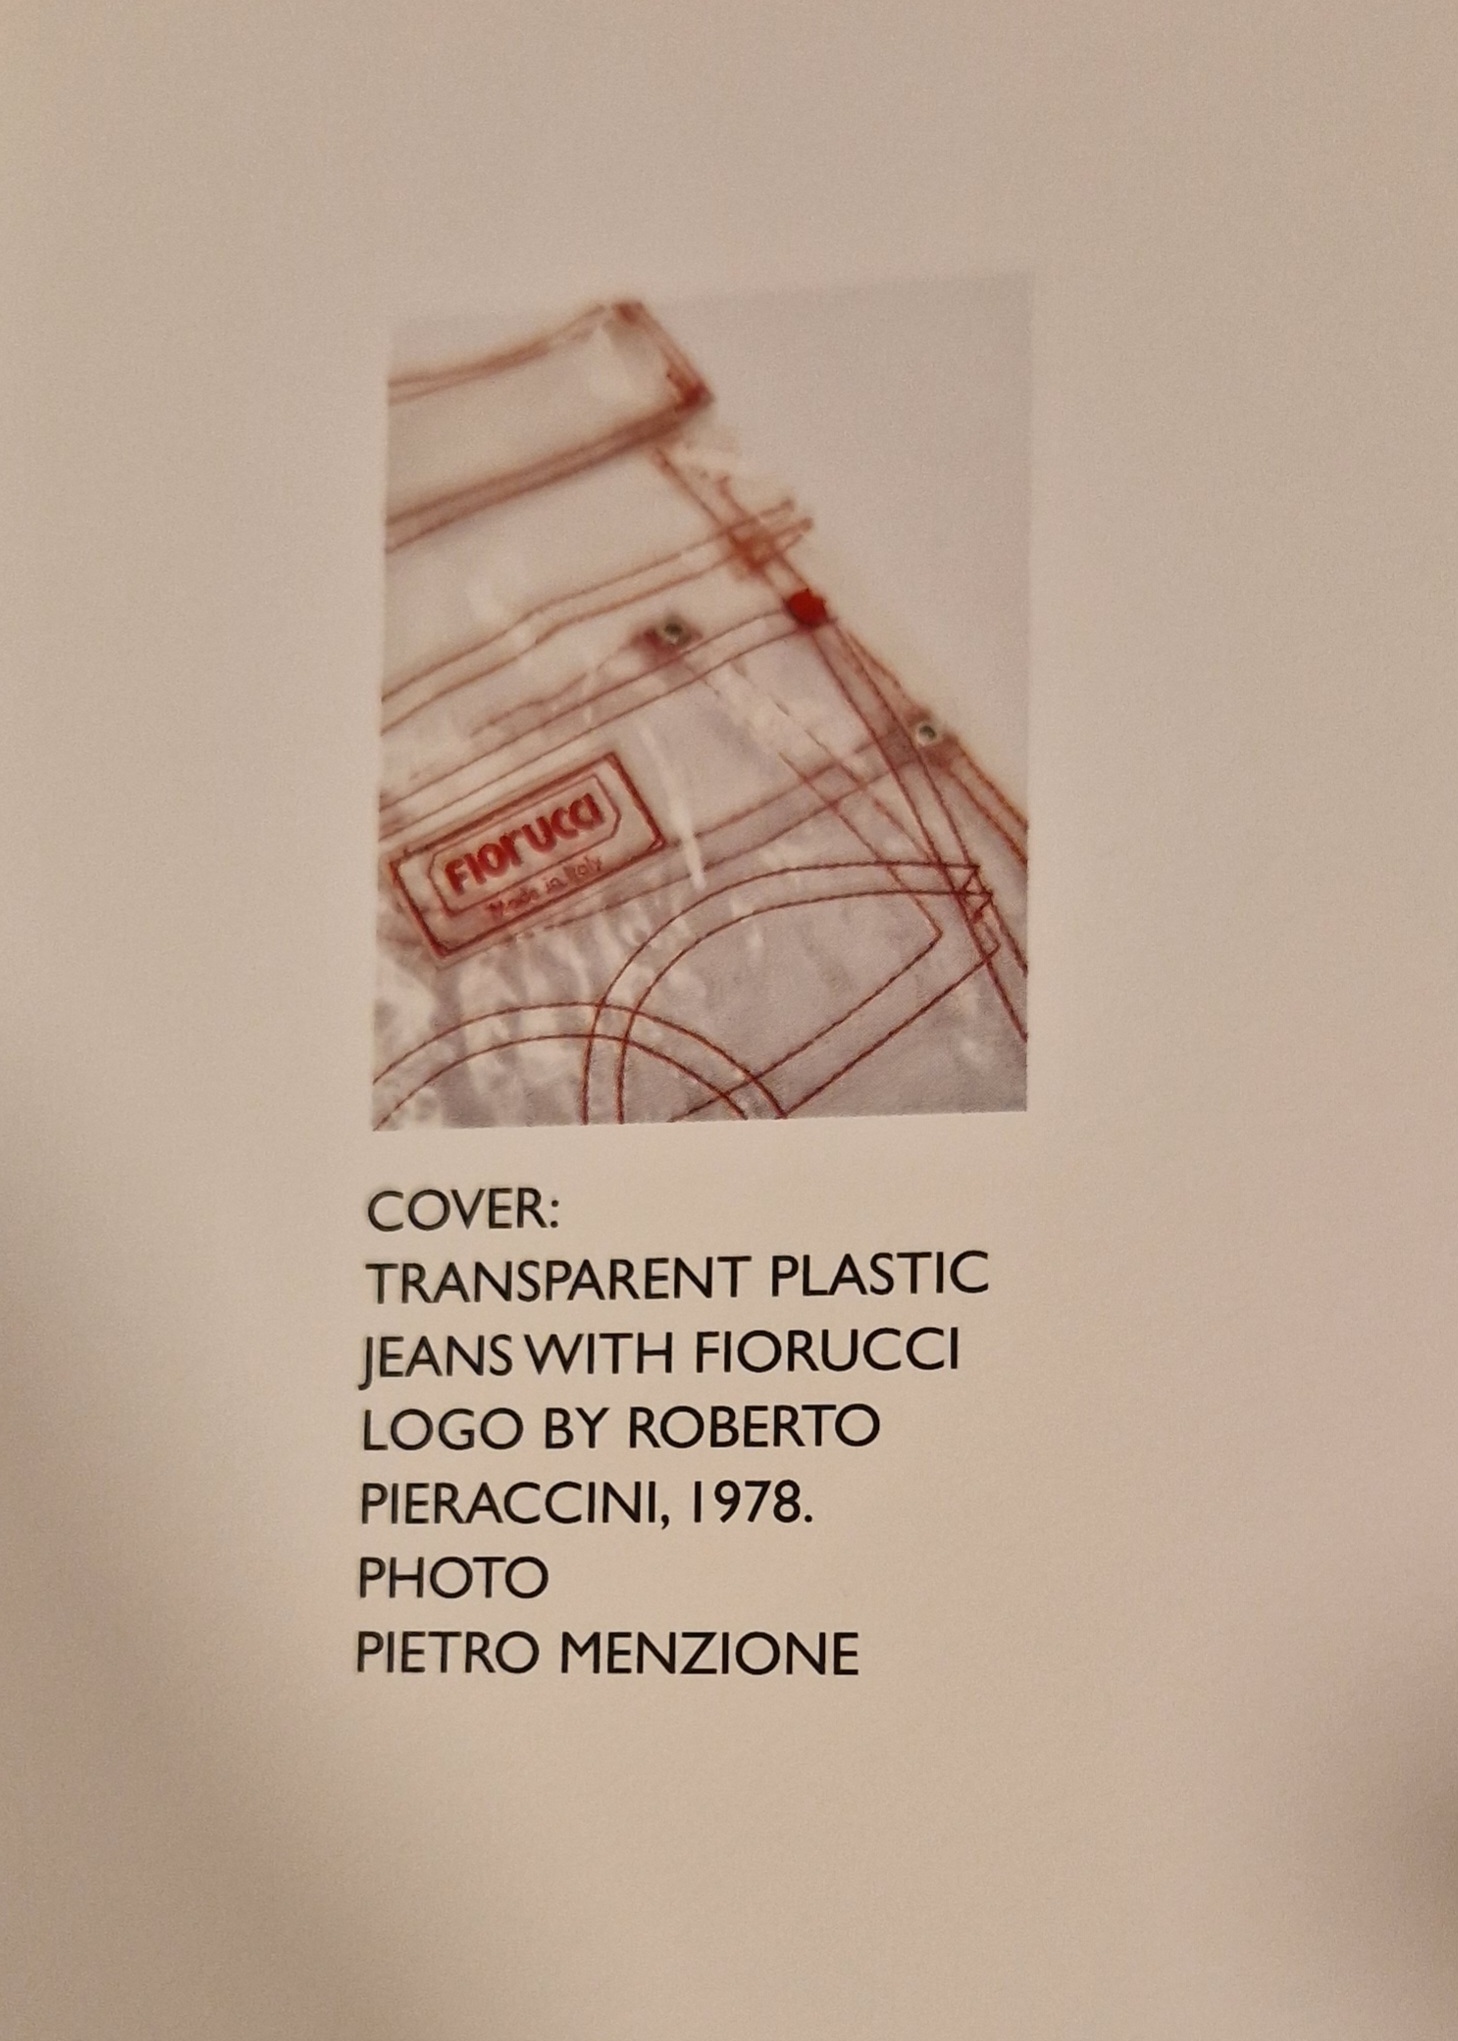 FIORUCCI
Made in Italy
COVER:
TRANSPARENT PLASTIC
JEANS WITH FIORUCCI
LOGO BY ROBERTO
PIERACCINI, 1978.
PHOTO
PIETRO MENZIONE